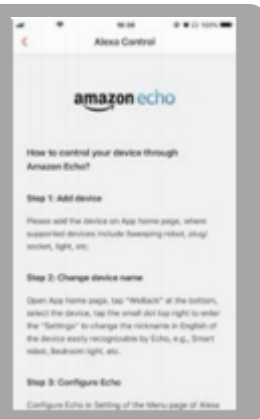 Alexa Control
amazon echo
How to control your device through
Amazon Echo?
Step 1: Add device
Please add the device on App home page, where
supported devices include Sweeping robot, plug/
socket, light, etc.
Step 2: Change device name
Open App home page, tap "WeBack" at the bottom,
select the device, tap the small dot top right to enter
the "Settings" to change the nickname in English of
the device easily recognizable by Echo, e.g., Smart
robot, Bedroom light, etc.
Step 3: Configure Echo
Configure Echo in Setting of the Menu page of Alexa